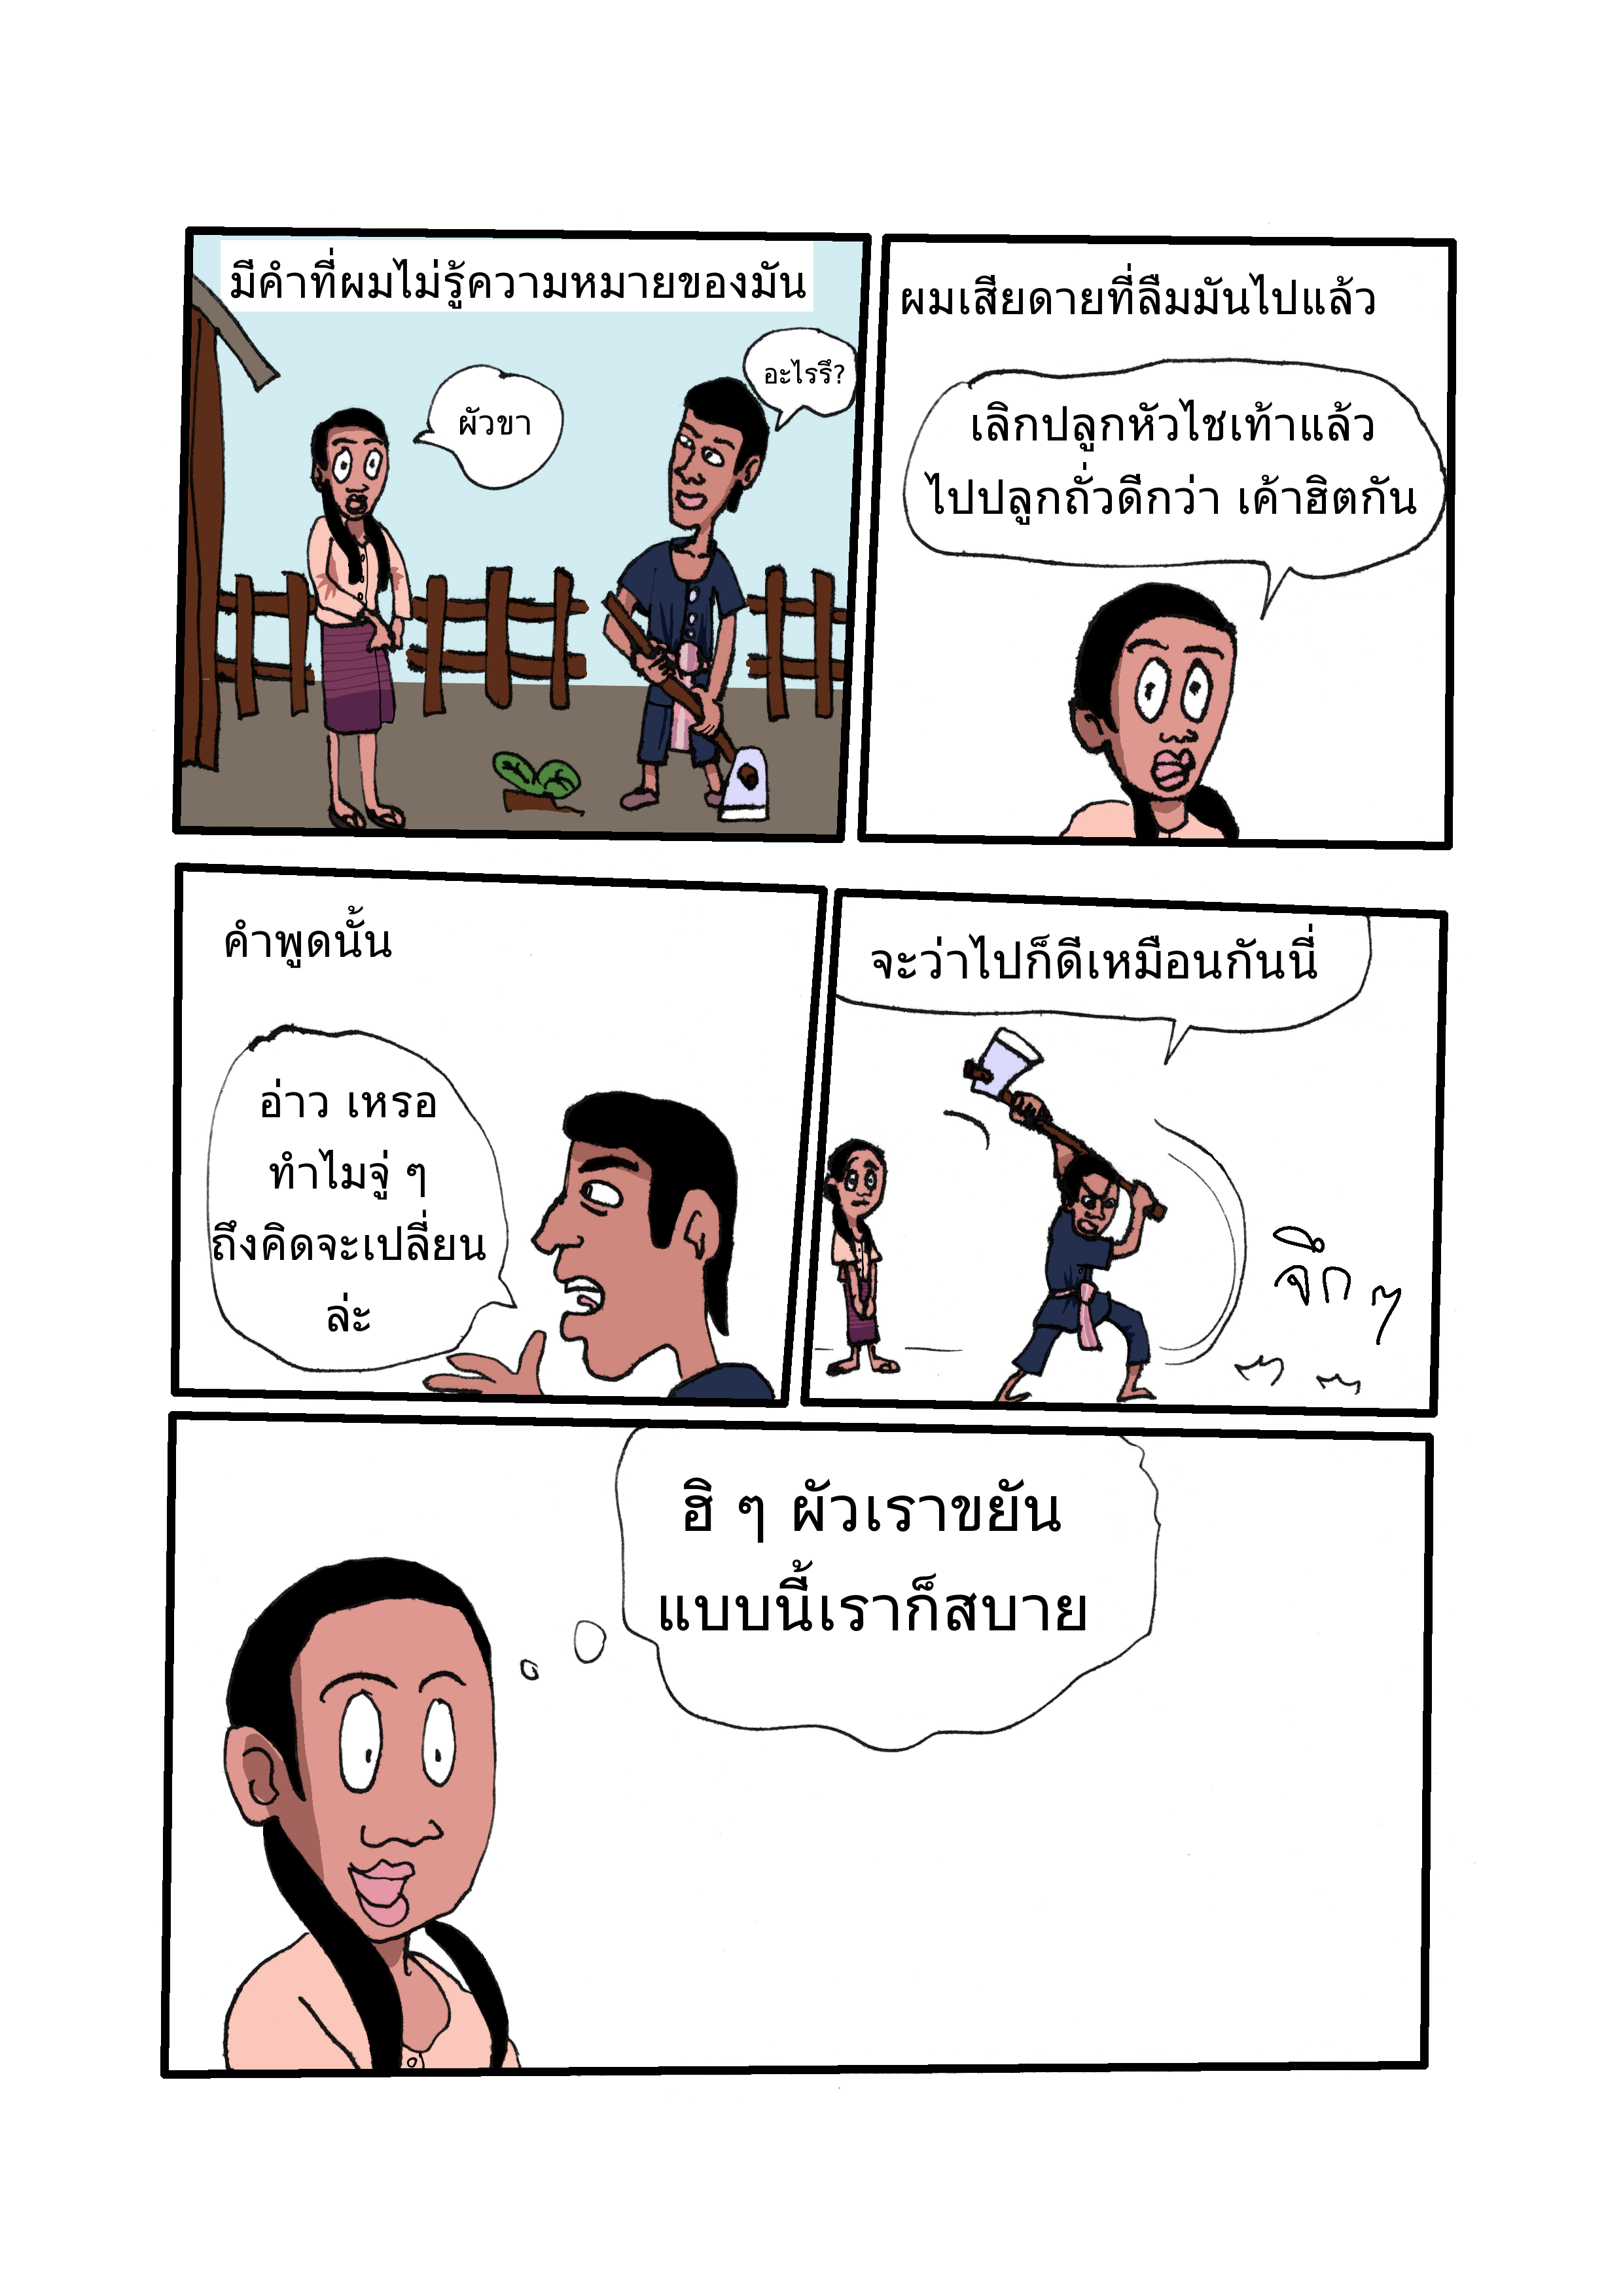 มีคำที่ผมไม่รู้ความหมายของมัน
ผัวขา
อะไรรึ?
ผมเสียดายที่ลืมมันไปแล้ว
เลิกปลูกหัวไชเท้าแล้ว
ไปปลูกถั่วดีกว่า เค้าฮิตกัน
คำพูดนั้น
อ่าว เหรอ
ทำไมจู่ ๆ
ถึงคิดจะเปลี่ยน
ล่ะ
จะว่าไปก็ดีเหมือนกันนี่
จึก ๆ
ฮิ ๆ ผัวเราขยัน
แบบนี้เราก็สบาย